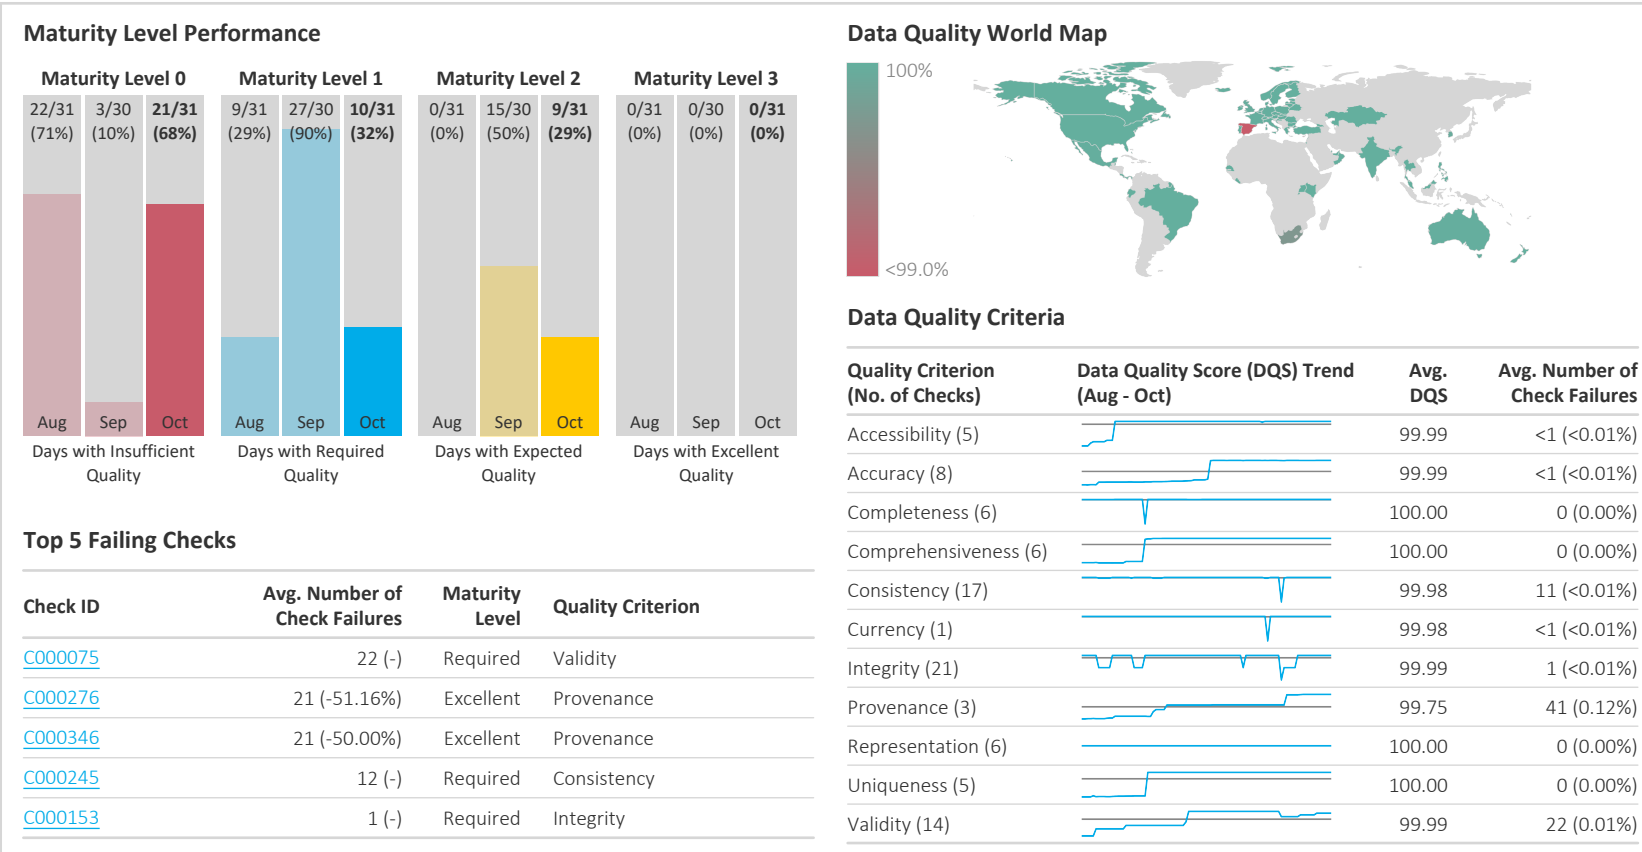 Maturity Level Performance
Maturity Level 0
Maturity Level 1
Maturity Level 2
Maturity Level 3
22/31 3/30 21/31
(71%) (10%) (68%)
9/31 27/30 10/31
(29%) (90%) (32%)
0/31 15/30 9/31
(0%) (50%) (29%)
0/31 0/30 0/31
(0%) (0%) (0%)
Aug Sep Oct
Aug Sep Oct
Aug Sep Oct
Aug Sep Oct
Days with Insufficient
Quality
Days with Required
Quality
Days with Expected
Quality
Days with Excellent
Quality
Top 5 Failing Checks
Check ID
Avg. Number of
Check Failures
Maturity
Level
Quality Criterion
C000075 22 (-) Required Validity
C000276 21 (-51.16%) Excellent Provenance
C000346 21 (-50.00%) Excellent Provenance
C000245 12 (-) Required Consistency
C000153 1 (-) Required Integrity
Data Quality World Map
100%
<99.0%
Data Quality Criteria
Quality Criterion
(No. of Checks)
Data Quality Score (DQS) Trend
(Aug - Oct)
Avg.
DQS
Avg. Number of
Check Failures
Accessibility (5) 99.99 <1 (<0.01%)
Accuracy (8) 99.99 <1 (<0.01%)
Completeness (6) 100.00 0 (0.00%)
Comprehensiveness (6) 100.00 0 (0.00%)
Consistency (17) 99.98 11 (<0.01%)
Currency (1) 99.98 <1 (<0.01%)
Integrity (21) 99.99 1 (<0.01%)
Provenance (3) 99.75 41 (0.12%)
Representation (6) 100.00 0 (0.00%)
Uniqueness (5) 100.00 0 (0.00%)
Validity (14) 99.99 22 (0.01%)